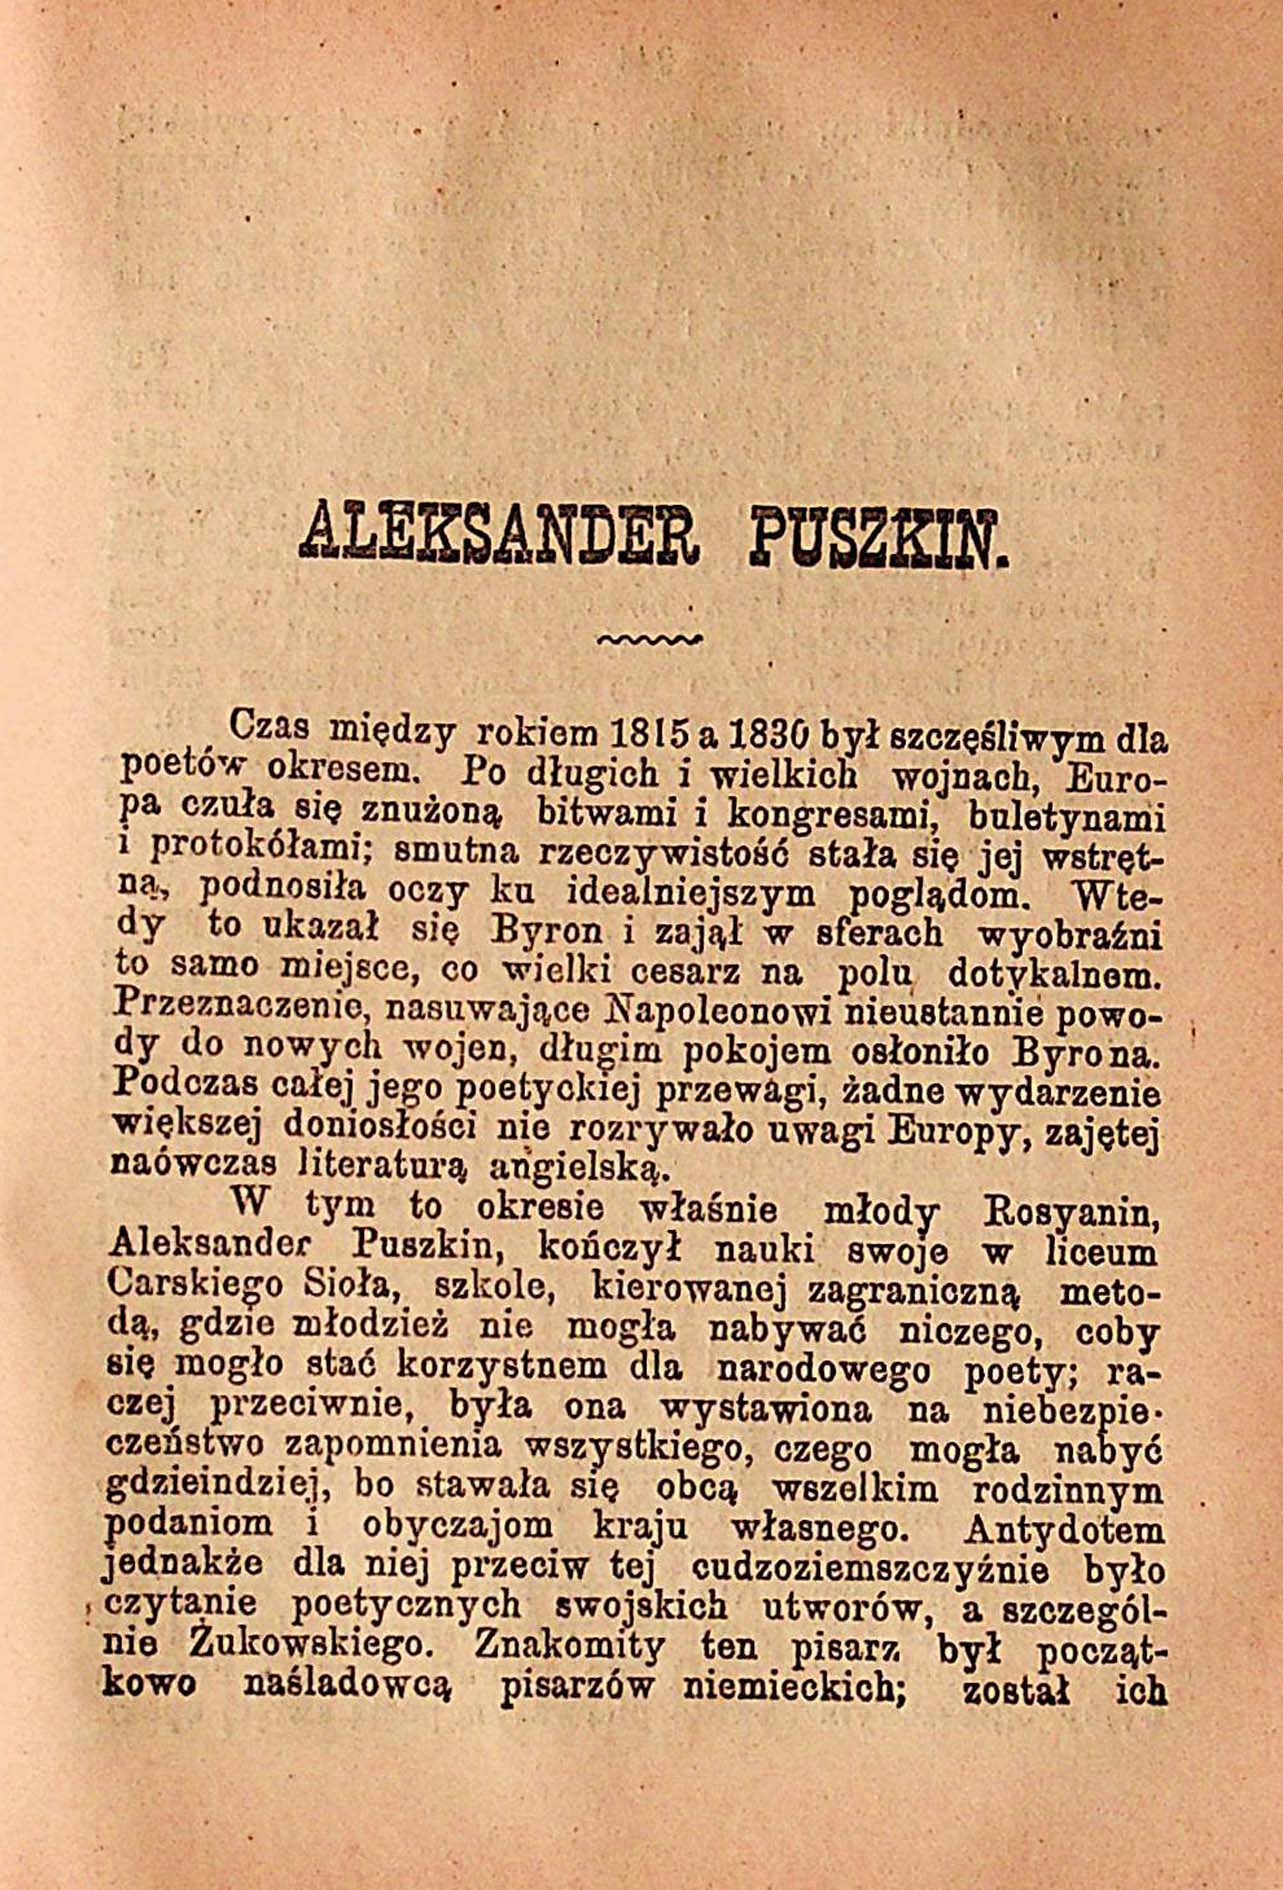 ALEKSANDER PUSZKIN.
Czas między rokiem 1815 a 1830 był szczęśliwym dla
poetów okresem. Po długich i wielkich wojnach, Euro-
pa czuła się znużoną bitwami i kongresami, buletynami
i protokółami; smutna rzeczywistość stała się jej wstręt-
ną, podnosiła oczy ku idealniejszym poglądom. Wte-
dy to ukazał się Byron i zajął w sferach wyobraźni
to samo miejsce, co wielki cesarz na polu dotykalnem.
Przeznaczenie, nasuwające Napoleonowi nieustannie powo-
dy do nowych wojen, długim pokojem osłoniło Byrona.
Podczas całej jego poetyckiej przewagi, żadne wydarzenie
większej doniosłości nie rozrywało uwagi Europy, zajętej
naówczas literaturą angielską.
W tym to okresie właśnie młody Rosyanin,
Aleksander Puszkin, kończył nauki swoje w liceum
Carskiego Sioła, szkole, kierowanej zagraniczną meto-
dą, gdzie młodzież nie mogła nabywać niczego, coby
się mogło stać korzystnem dla narodowego poety; ra-
czej przeciwnie, była ona wystawiona na niebezpie-
czeństwo zapomnienia wszystkiego, czego mogła nabyć
gdzieindziej, bo stawała się obcą wszelkim rodzinnym
podaniom i obyczajom kraju własnego. Antydotem
jednakże dla niej przeciw tej cudzoziemszczyźnie było
czytanie poetycznych swojskich utworów, a szczegól-
nie Żukowskiego. Znakomity ten pisarz był począt-
kowo naśladowcą pisarzów niemieckich; został ich